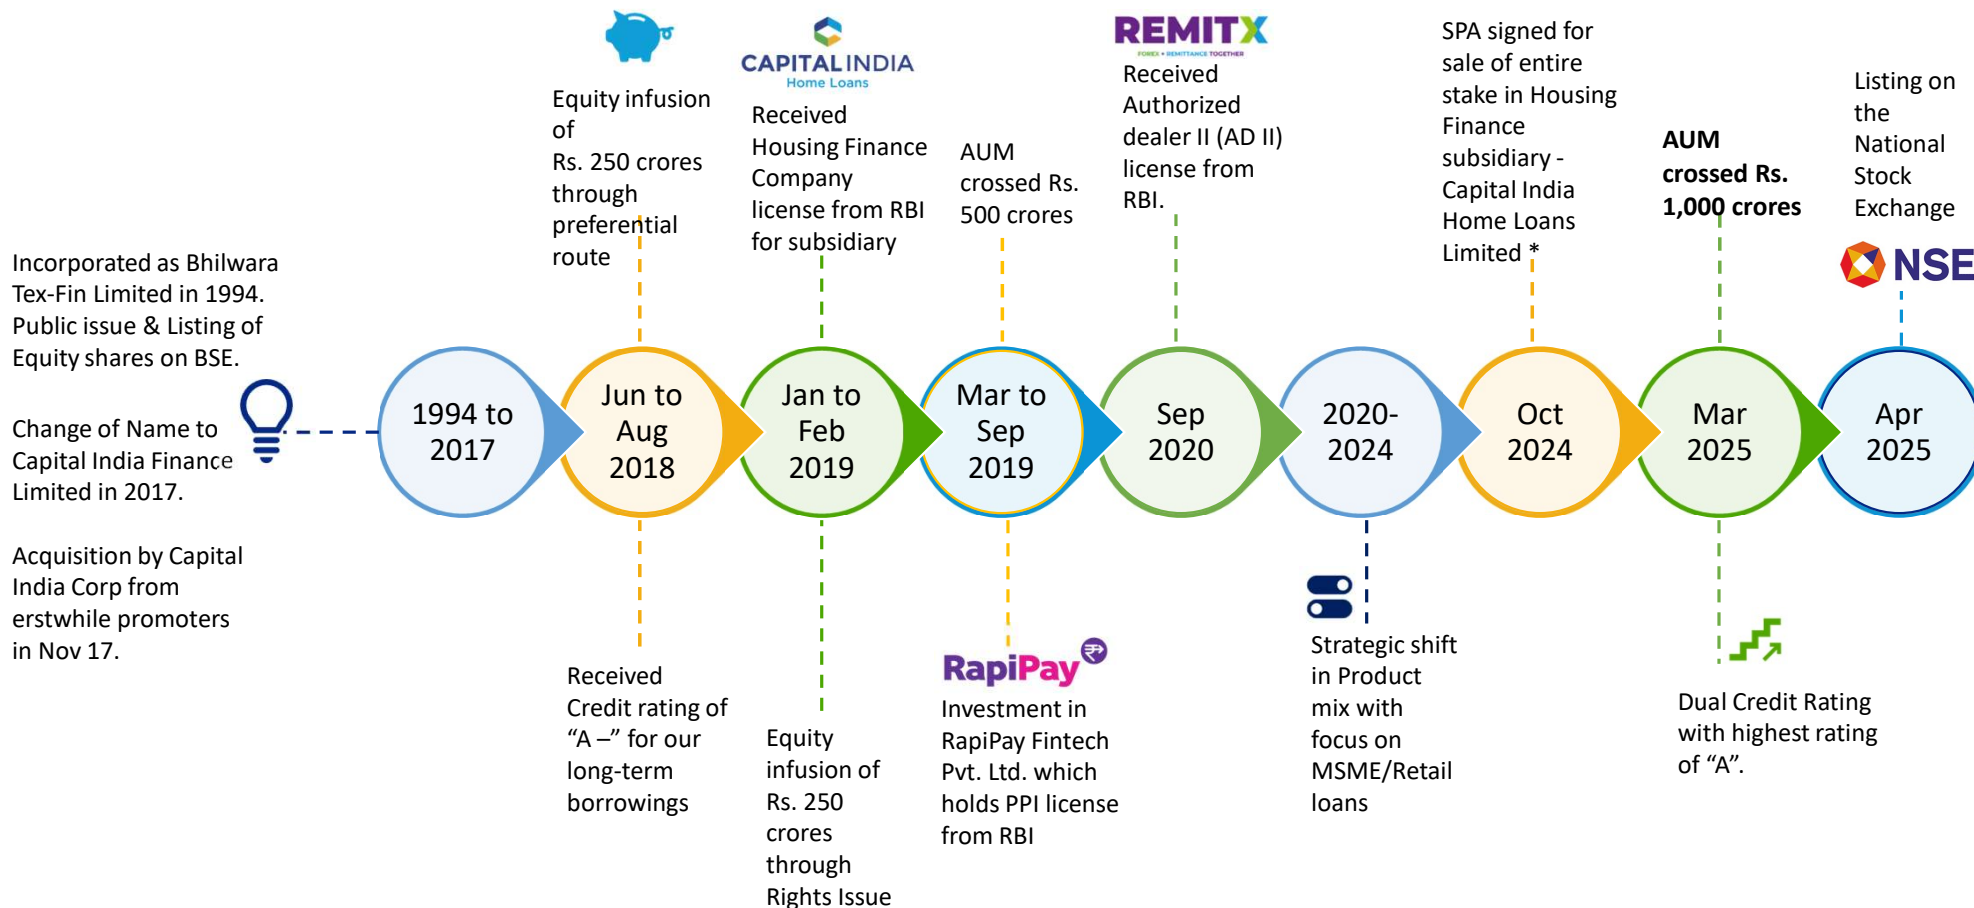 Incorporated as Bhilwara
Tex-Fin Limited in 1994.
Public issue & Listing of
Equity shares on BSE.
Change of Name to
Capital India Finance
Limited in 2017.
Acquisition by Capital
India Corp from
erstwhile promoters
in Nov 17.
1994 to
2017
Equity infusion
of
Rs. 250 crores
through
preferential
route
Jun to
Aug
2018
Received
Credit rating of
“A –” for our
long-term
borrowings
CAPITAL INDIA
Home Loans
Received
Housing Finance
Company
license from RBI
for subsidiary
Jan to
Feb
2019
Equity
infusion of
Rs. 250
crores
through
Rights Issue
AUM
crossed Rs.
500 crores
Mar to
Sep
2019
RapiPay
Investment in
RapiPay Fintech
Pvt. Ltd. which
holds PPI license
from RBI
REMITX
FOREX • REMITTANCE TOGETHER
Received
Authorized
dealer II (AD II)
license from
RBI.
Sep
2020
2020-
2024
Strategic shift
in Product
mix with
focus on
MSME/Retail
loans
SPA signed for
sale of entire
stake in Housing
Finance
subsidiary -
Capital India
Home Loans
Limited *
Oct
2024
AUM
crossed Rs.
1,000 crores
Mar
2025
Dual Credit Rating
with highest rating
of “A”.
Listing on
the
National
Stock
Exchange
NSE
Apr
2025